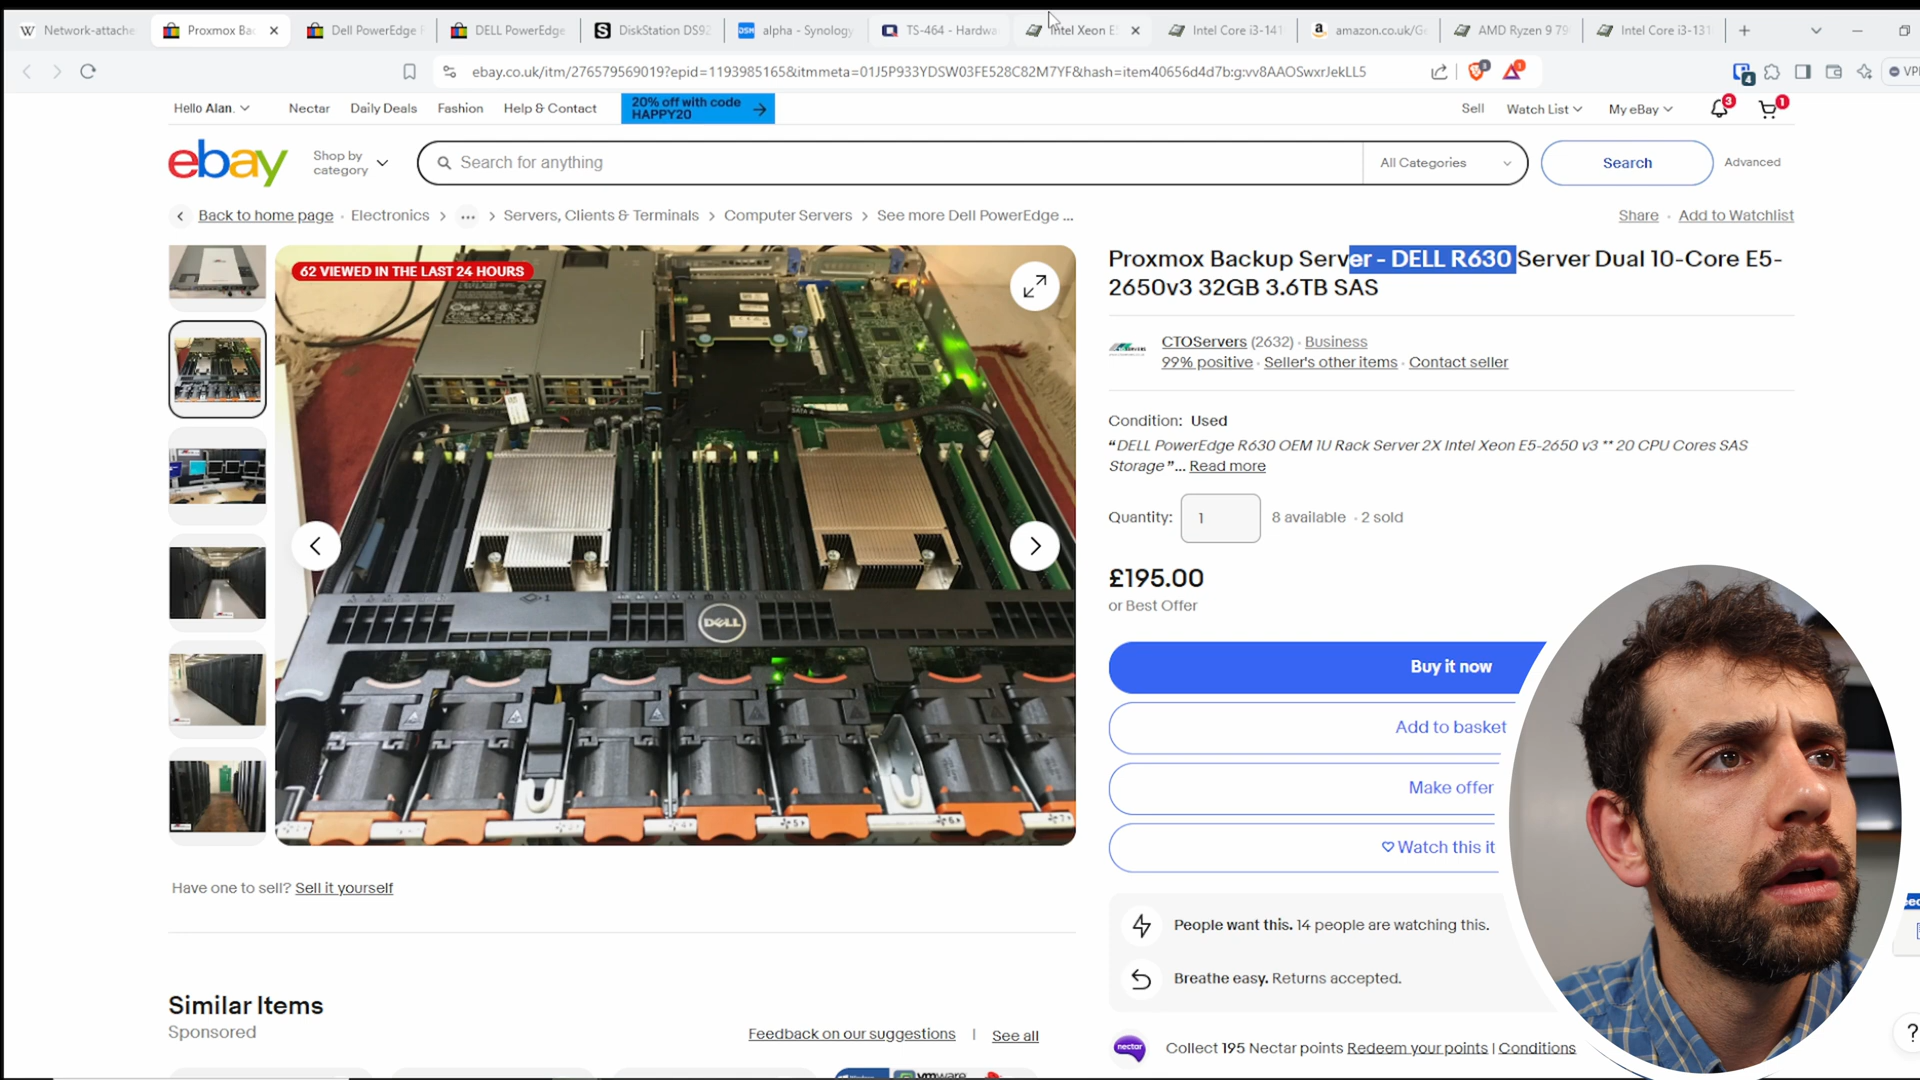 Network-attache
Proxmox Ba
Dell PowerEdge
DELL PowerEdge
DiskStation DS92
alpha - Synology
TS-464 - Hardwa
Intel Xeon E
Intel Core i3-141
amazon.co.uk/G
AMD Ryzen 9 79
Intel Core i3-131
ebay.co.uk/itm/276579569019?epid=1193985165&itmmeta=01J5P933YDSW03FE528C82M7YF&hash=item40656d4d7b:g:vv8AAOSwxrJekLL5
VP
Hello Alan.
Nectar
Daily Deals
Fashion
Help & Contact
20% off with code
HAPPY20
Sell
Watch List
My eBay
3
1
ebay
Shop by
category
Search for anything
All Categories
Search
Advanced
Back to home page
Electronics
...
Servers, Clients & Terminals
Computer Servers
See more Dell PowerEdge ...
Share
Add to Watchlist
62 VIEWED IN THE LAST 24 HOURS
DELL
Proxmox Backup Server - DELL R630 Server Dual 10-Core E5-
2650v3 32GB 3.6TB SAS
CTOServers (2632) · Business
99% positive · Seller's other items · Contact seller
Condition: Used
“DELL PowerEdge R630 OEM 1U Rack Server 2X Intel Xeon E5-2650 v3 ** 20 CPU Cores SAS
Storage”... Read more
Quantity: 1 8 available · 2 sold
£195.00
or Best Offer
Buy it now
Add to basket
Make offer
Watch this it
People want this. 14 people are watching this.
Breathe easy. Returns accepted.
nectar
Collect 195 Nectar points Redeem your points | Conditions
Have one to sell? Sell it yourself
Similar Items
Sponsored
Feedback on our suggestions | See all
vmware
?